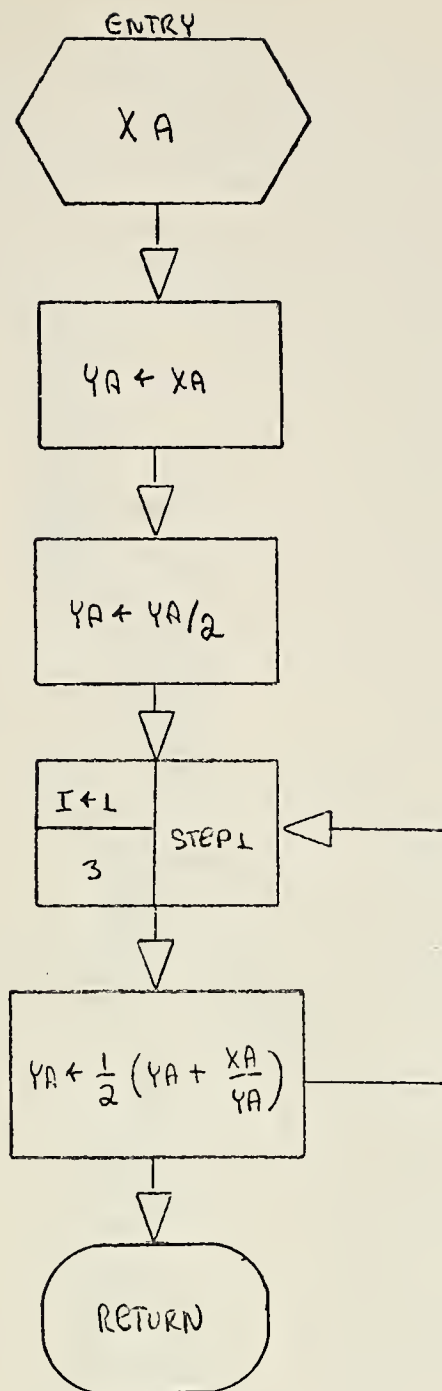 ENTRY
XA
YA ← XA
YA ← YA/2
I ← 1
3
STEP 1
YA ← 1/2 (YA + XA/YA)
RETURN